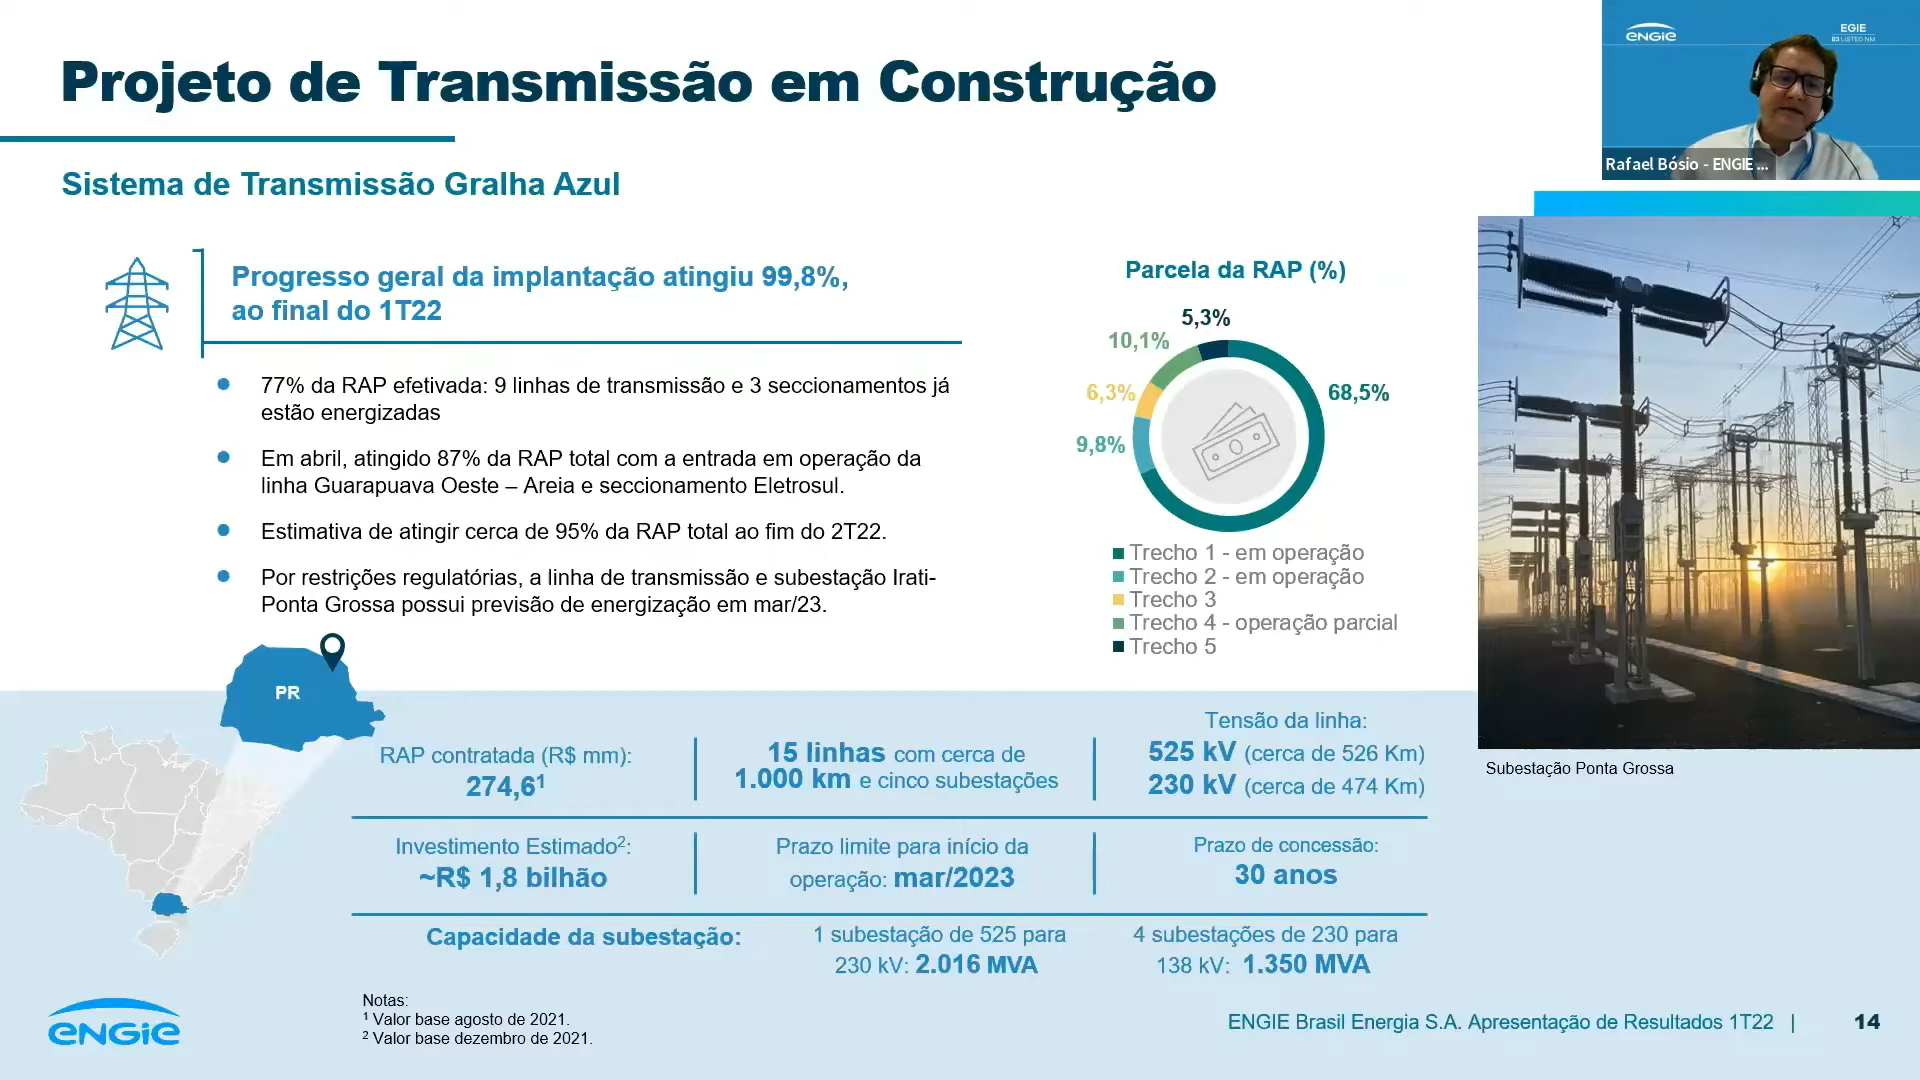 Projeto de Transmissão em Construção
ENGIE
EGIE
B3 LISTED NM
Rafael Bósio - ENGIE ...
Sistema de Transmissão Gralha Azul
Progresso geral da implantação atingiu 99,8%,
ao final do 1T22
77% da RAP efetivada: 9 linhas de transmissão e 3 seccionamentos já
estão energizadas
Em abril, atingido 87% da RAP total com a entrada em operação da
linha Guarapuava Oeste – Areia e seccionamento Eletrosul.
Estimativa de atingir cerca de 95% da RAP total ao fim do 2T22.
Por restrições regulatórias, a linha de transmissão e subestação Irati-
Ponta Grossa possui previsão de energização em mar/23.
Parcela da RAP (%)
5,3%
10,1%
6,3%
68,5%
9,8%
Trecho 1 - em operação
Trecho 2 - em operação
Trecho 3
Trecho 4 - operação parcial
Trecho 5
Subestação Ponta Grossa
PR
RAP contratada (R$ mm):
274,6¹
15 linhas com cerca de
1.000 km e cinco subestações
Tensão da linha:
525 kV (cerca de 526 Km)
230 kV (cerca de 474 Km)
Investimento Estimado²:
~R$ 1,8 bilhão
Prazo limite para início da
operação: mar/2023
Prazo de concessão:
30 anos
Capacidade da subestação:
1 subestação de 525 para
230 kV: 2.016 MVA
4 subestações de 230 para
138 kV: 1.350 MVA
Notas:
¹ Valor base agosto de 2021.
² Valor base dezembro de 2021.
ENGIE
ENGIE Brasil Energia S.A. Apresentação de Resultados 1T22 | 14